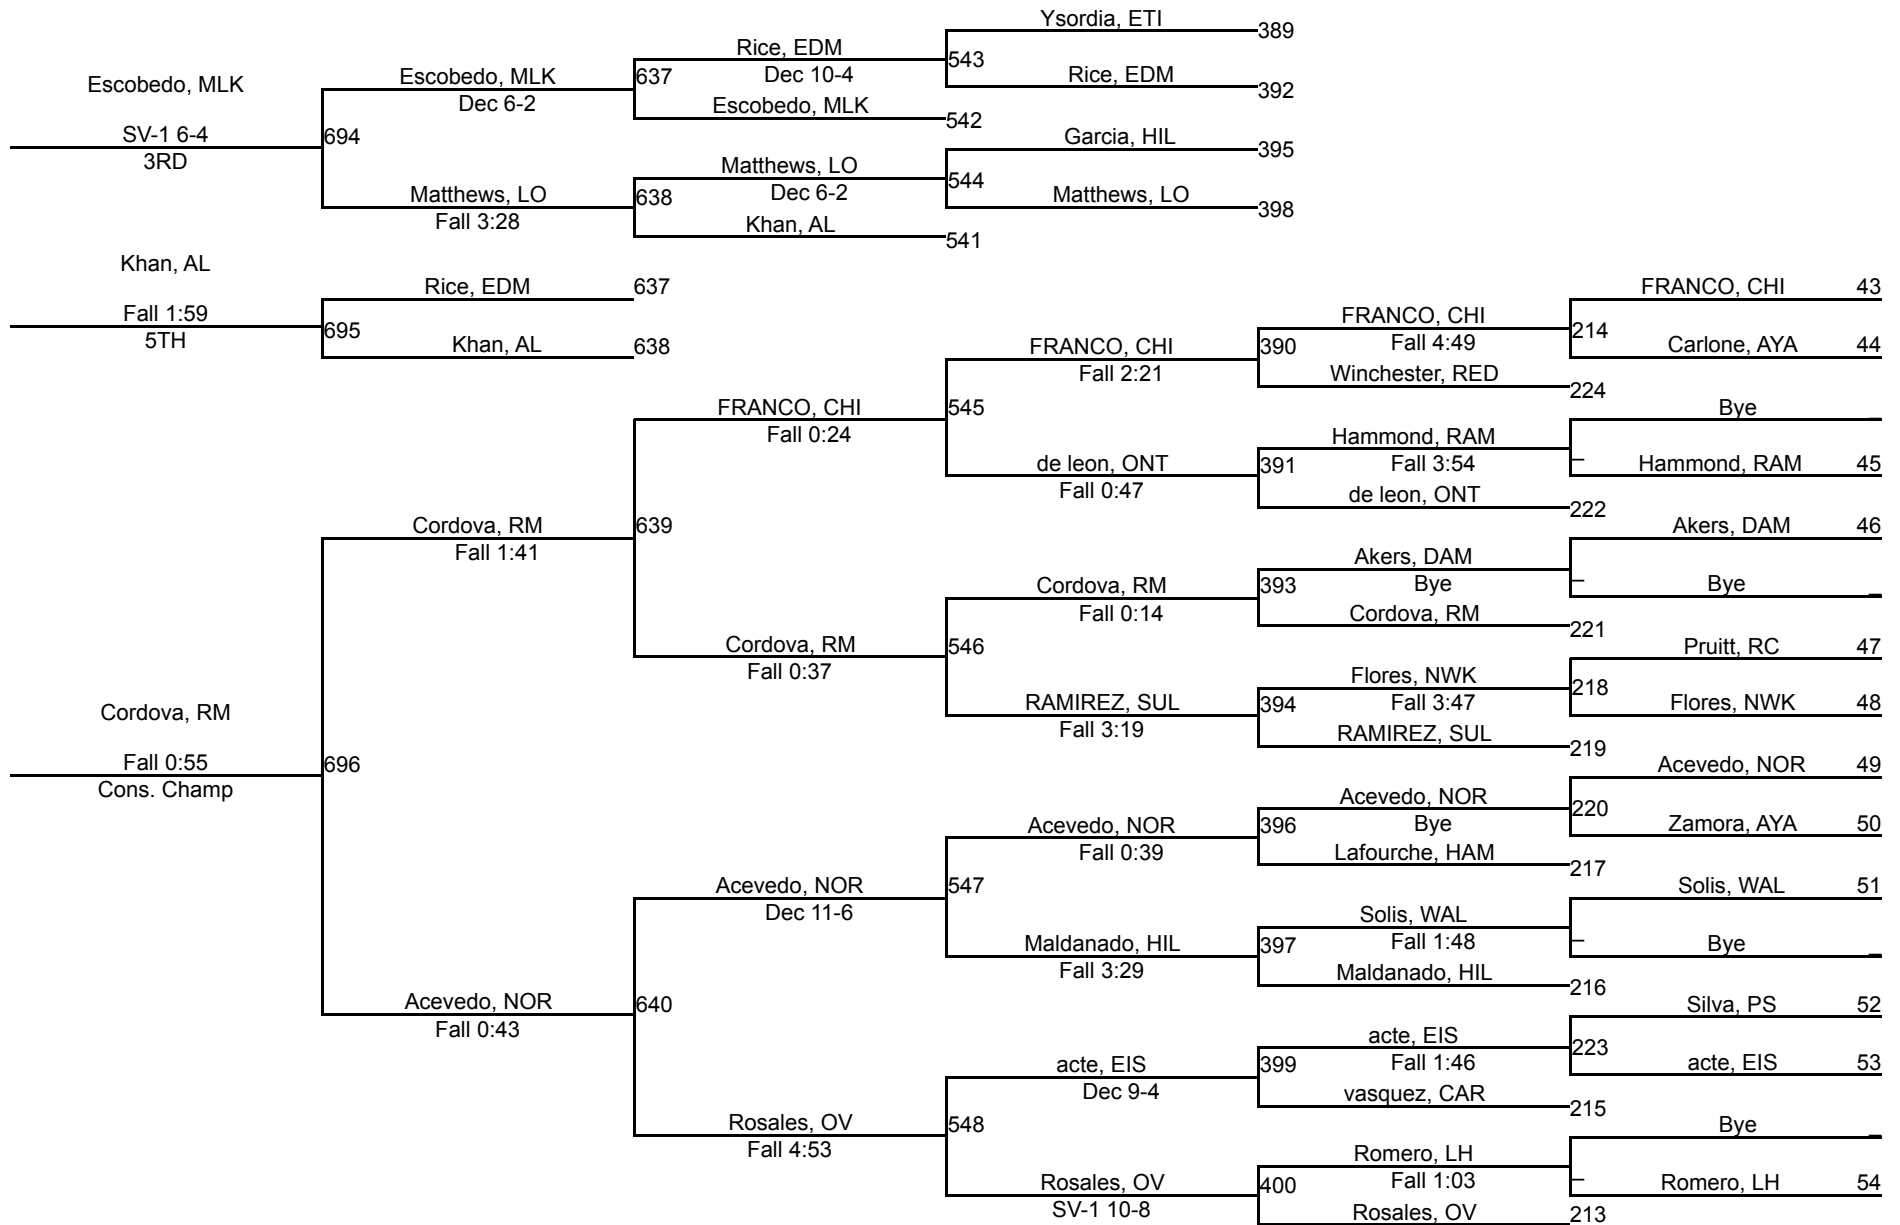 Ysordia, ETI
389
Rice, EDM
543
Dec 10-4
Rice, EDM
392
Escobedo, MLK
Escobedo, MLK
637
Dec 6-2
Escobedo, MLK
542
SV-1 6-4
694
Garcia, HIL
395
3RD
Matthews, LO
544
Dec 6-2
Matthews, LO
638
Matthews, LO
398
Fall 3:28
Khan, AL
541
Khan, AL
Rice, EDM
637
FRANCO, CHI
43
Fall 1:59
695
FRANCO, CHI
214
5TH
Khan, AL
638
FRANCO, CHI
390
Fall 4:49
Carlone, AYA
44
Fall 2:21
Winchester, RED
224
FRANCO, CHI
545
Bye
_
Fall 0:24
Hammond, RAM
_
de leon, ONT
391
Fall 3:54
Hammond, RAM
45
Fall 0:47
de leon, ONT
222
Cordova, RM
639
Akers, DAM
46
Fall 1:41
Akers, DAM
_
Cordova, RM
393
Bye
Bye
_
Fall 0:14
Cordova, RM
221
Cordova, RM
546
Pruitt, RC
47
Fall 0:37
Flores, NWK
218
RAMIREZ, SUL
394
Fall 3:47
Flores, NWK
48
Fall 3:19
RAMIREZ, SUL
219
Cordova, RM
Fall 0:55
696
Acevedo, NOR
49
Cons. Champ
Acevedo, NOR
220
Acevedo, NOR
396
Bye
Zamora, AYA
50
Fall 0:39
Lafourche, HAM
217
Acevedo, NOR
547
Solis, WAL
51
Dec 11-6
Solis, WAL
_
Maldanado, HIL
397
Fall 1:48
Bye
_
Fall 3:29
Maldanado, HIL
216
Acevedo, NOR
640
Silva, PS
52
Fall 0:43
acte, EIS
223
acte, EIS
399
Fall 1:46
acte, EIS
53
Dec 9-4
vasquez, CAR
215
Rosales, OV
548
Bye
_
Fall 4:53
Romero, LH
_
Rosales, OV
400
Fall 1:03
Romero, LH
54
SV-1 10-8
Rosales, OV
213